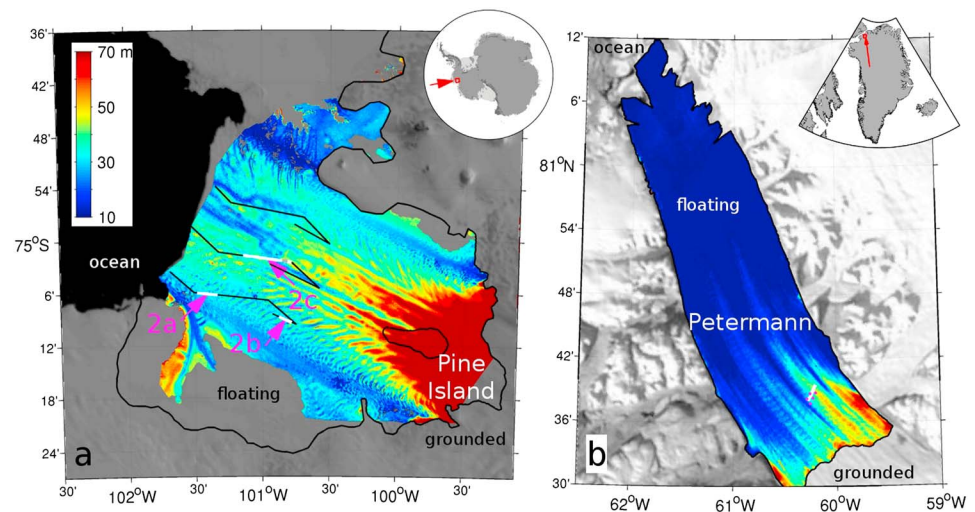 36'
42'
48'
54'
75°S
6'
12'
18'
24'
70 m
50
30
10
ocean
2a
2b
2c
Pine
Island
floating
grounded
a
30'
102°W
30'
101°W
30'
100°W
30'
12'
6'
81°N
54'
48'
42'
36'
30'
ocean
floating
Petermann
grounded
b
62°W
61°W
60°W
59°W